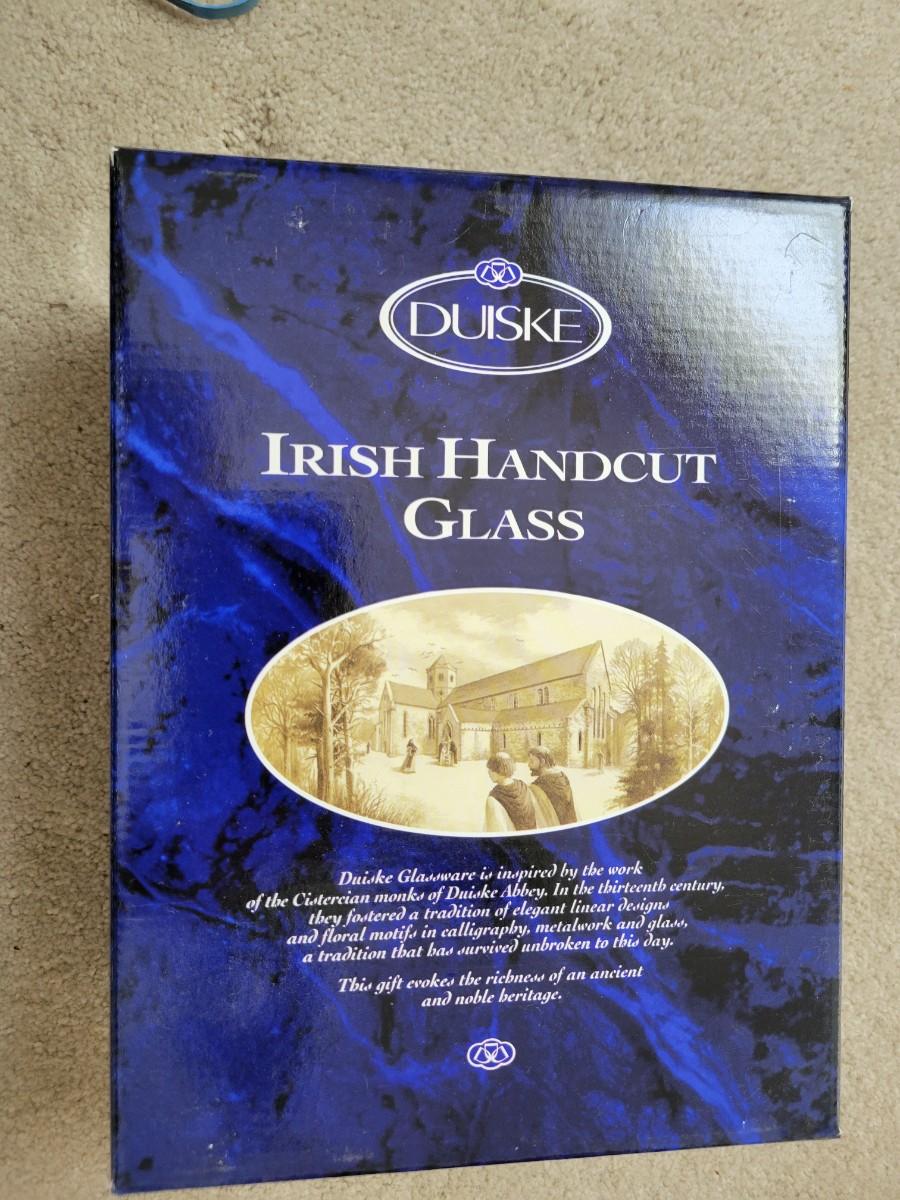 DUISKE
IRISH HANDCUT
GLASS
Duiske Glassware is inspired by the work
of the Cistercian monks of Duiske Abbey. In the thirteenth century,
they fostered a tradition of elegant linear designs
and floral motifs in calligraphy, metalwork and glass,
a tradition that has survived unbroken to this day.
This gift evokes the richness of an ancient
and noble heritage.